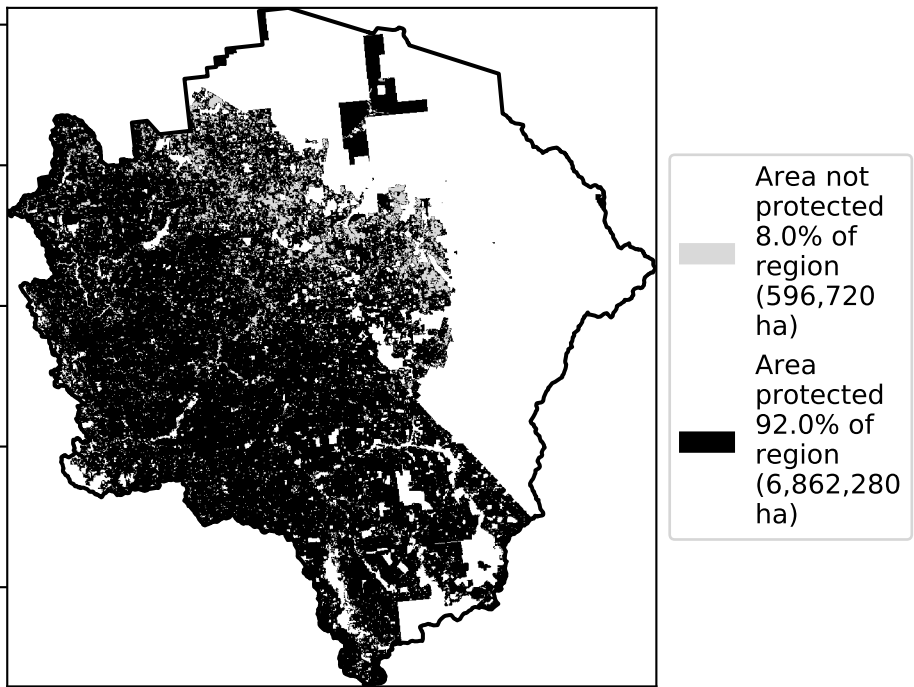 Area not
protected
8.0% of
region
(596,720
ha)
Area
protected
92.0% of
region
(6,862,280
ha)